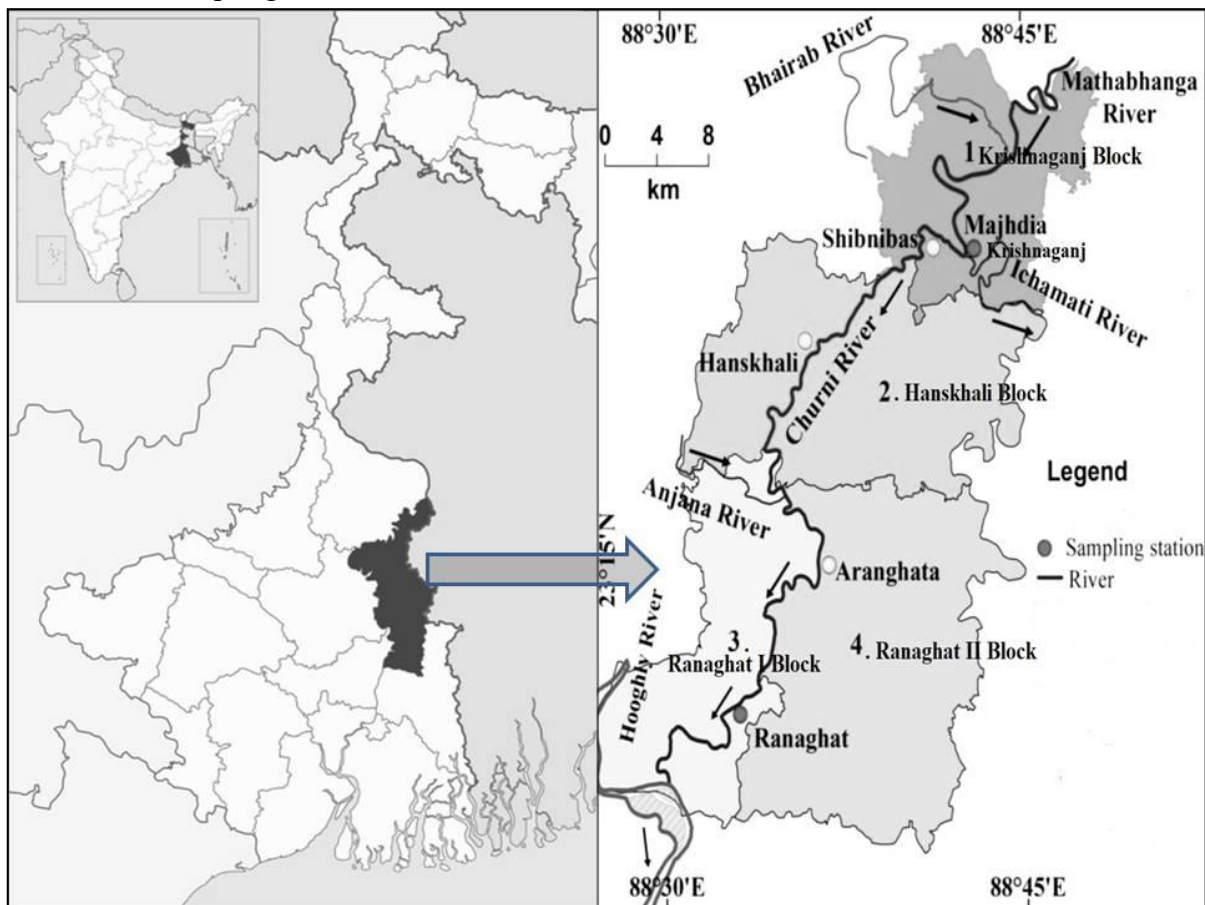 88°30'E
88°45'E
Bhairab River
Mathabhanga
River
0 4 8
km
1 Krishnaganj Block
Shibnibas
Majhdia
Krishnaganj
Ichamati River
Hanskhali
Churni River
2. Hanskhali Block
Legend
Anjana River
Sampling station
River
23°15'N
Aranghata
Hooghly River
3.
Ranaghat I Block
4. Ranaghat II Block
Ranaghat
88°30'E
88°45'E